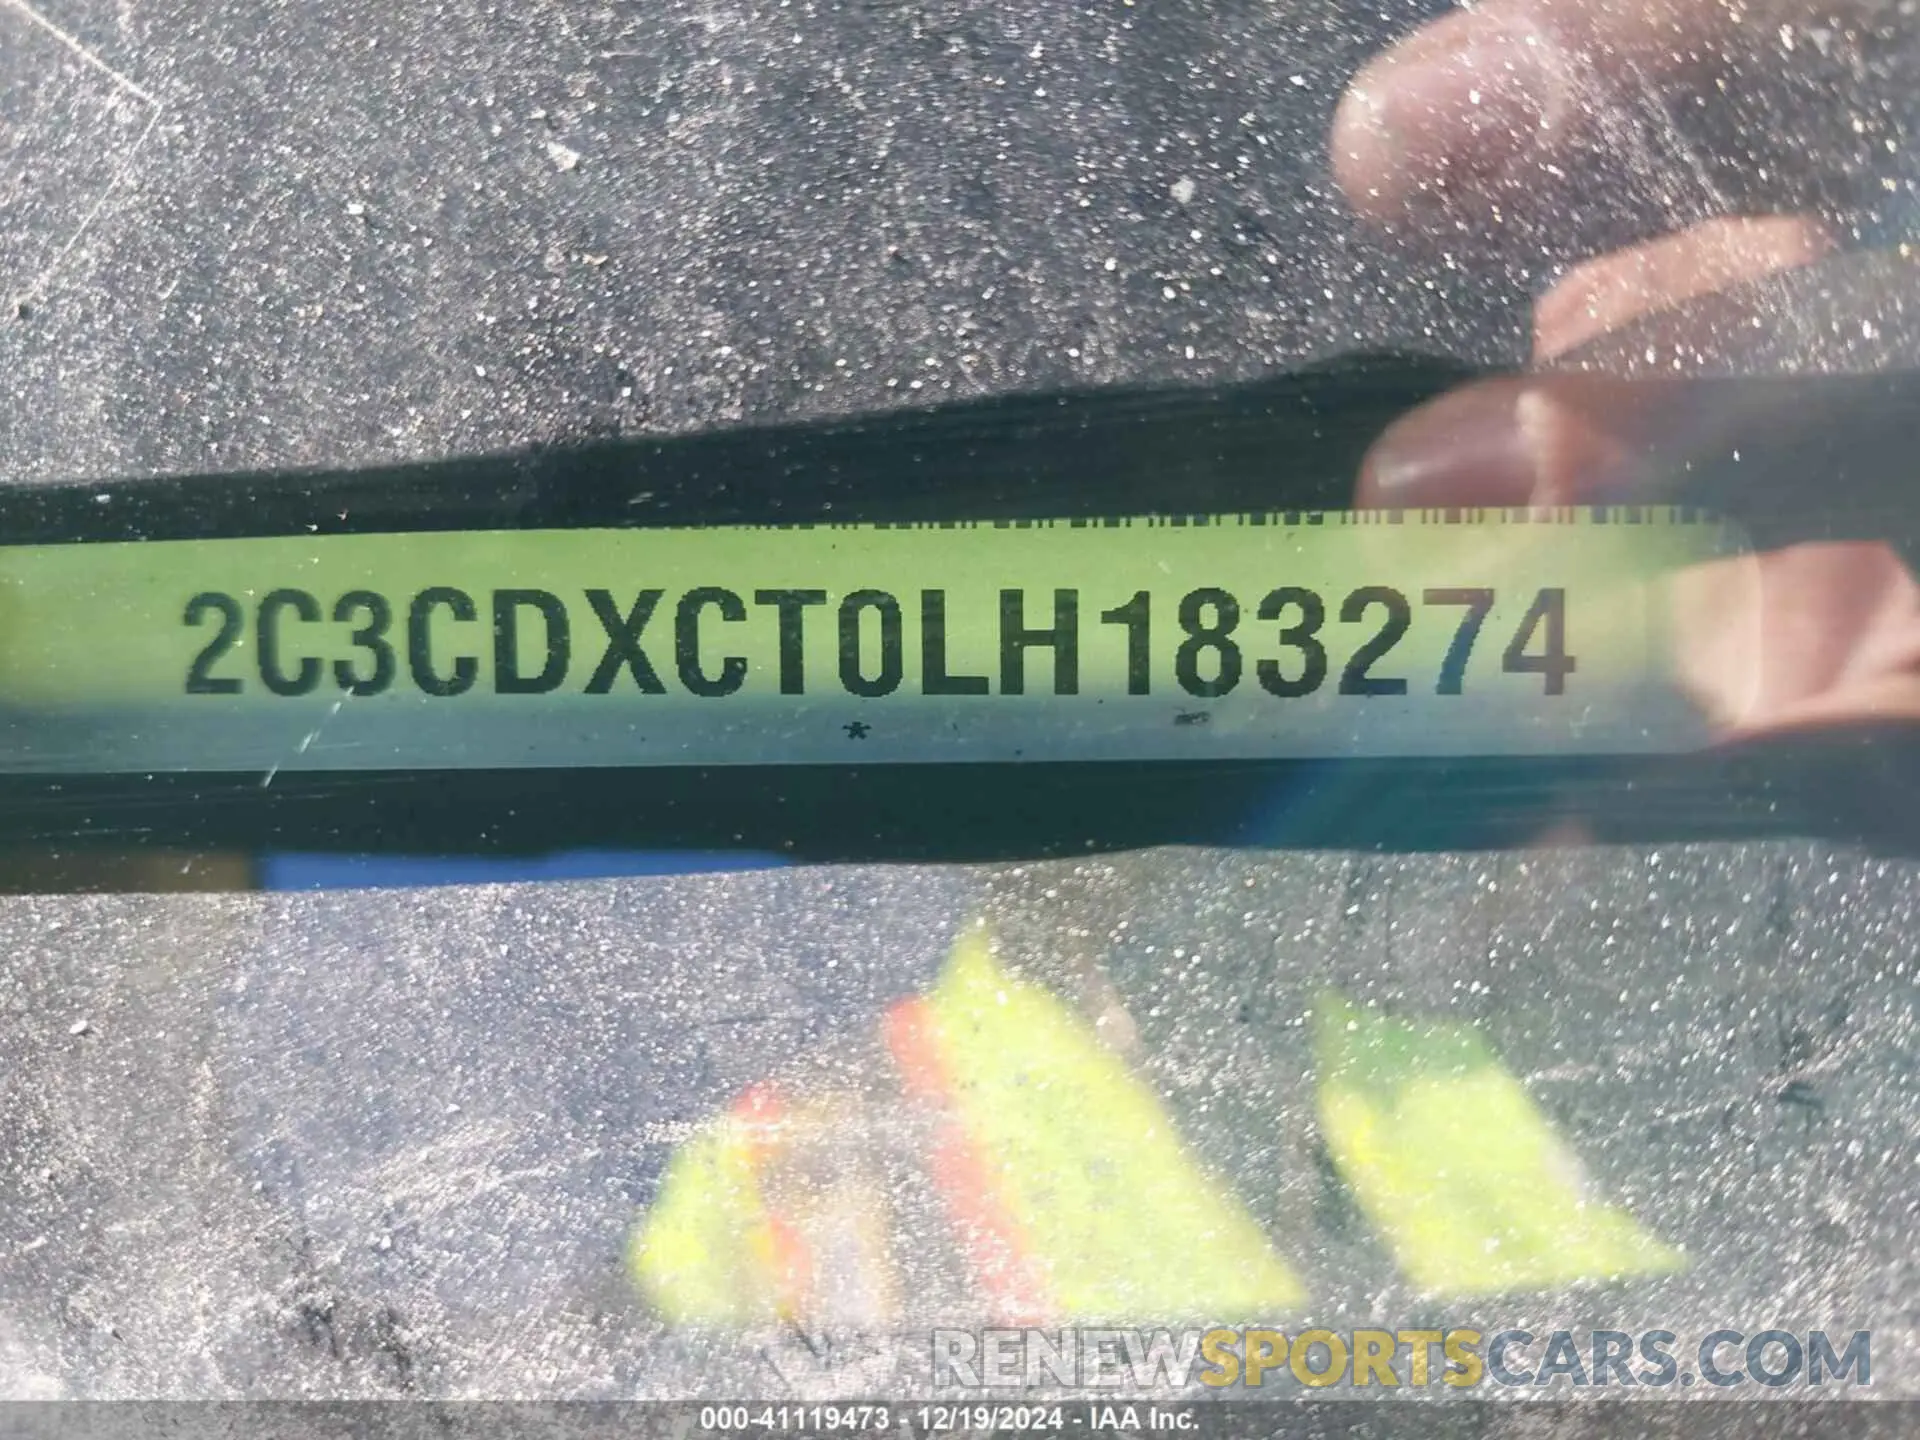 2C3CDXCT0LH183274
*
RENEWSPORTSCARS.COM
000-41119473 - 12/19/2024 - IAA Inc.